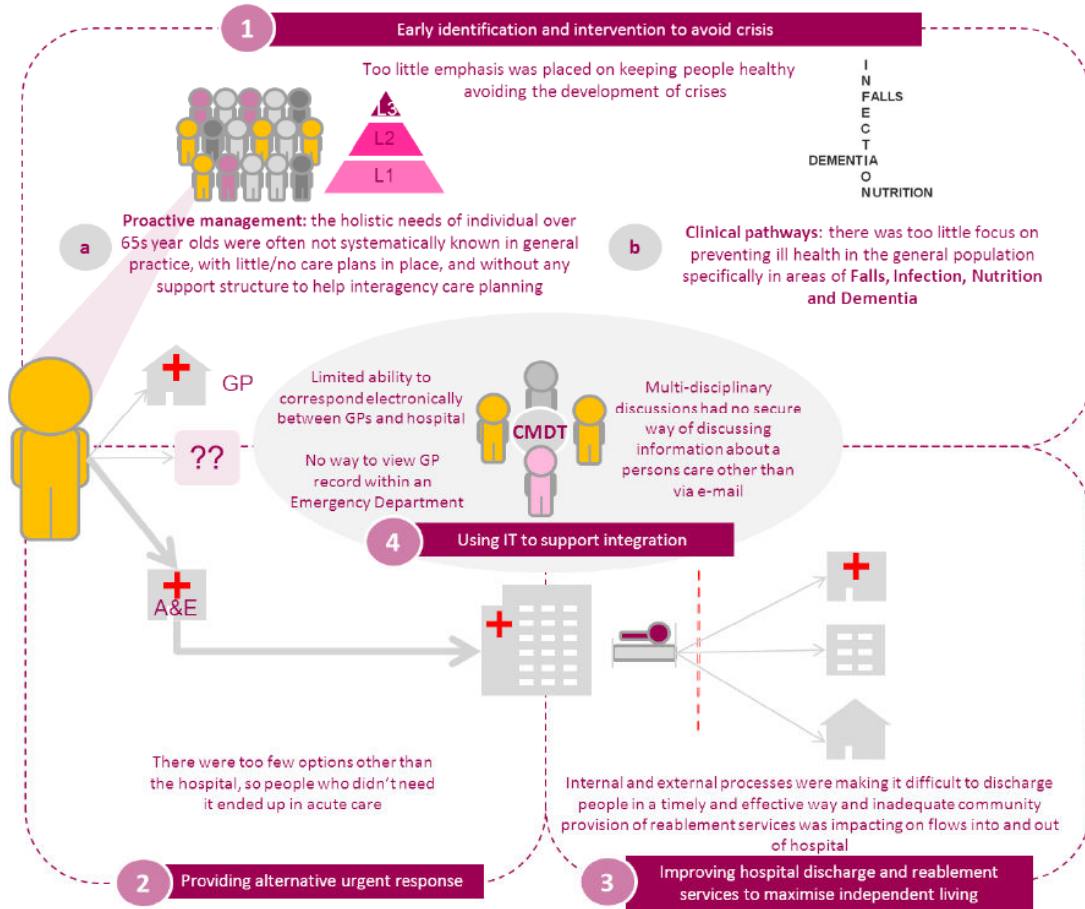 1
Early identification and intervention to avoid crisis
Too little emphasis was placed on keeping people healthy
avoiding the development of crises
L3
L2
L1
INFECTION
FALLS
DEMENTIA
NUTRITION
a
Proactive management: the holistic needs of individual over
65s year olds were often not systematically known in general
practice, with little/no care plans in place, and without any
support structure to help interagency care planning
b
Clinical pathways: there was too little focus on
preventing ill health in the general population
specifically in areas of Falls, Infection, Nutrition
and Dementia
GP
??
A&E
Limited ability to
correspond electronically
between GPs and hospital
No way to view GP
record within an
Emergency Department
CMDT
Multi-disciplinary
discussions had no secure
way of discussing
information about a
persons care other than
via e-mail
4
Using IT to support integration
There were too few options other than
the hospital, so people who didn't need
it ended up in acute care
2
Providing alternative urgent response
Internal and external processes were making it difficult to discharge
people in a timely and effective way and inadequate community
provision of reablement services was impacting on flows into and out
of hospital
3
Improving hospital discharge and reablement
services to maximise independent living